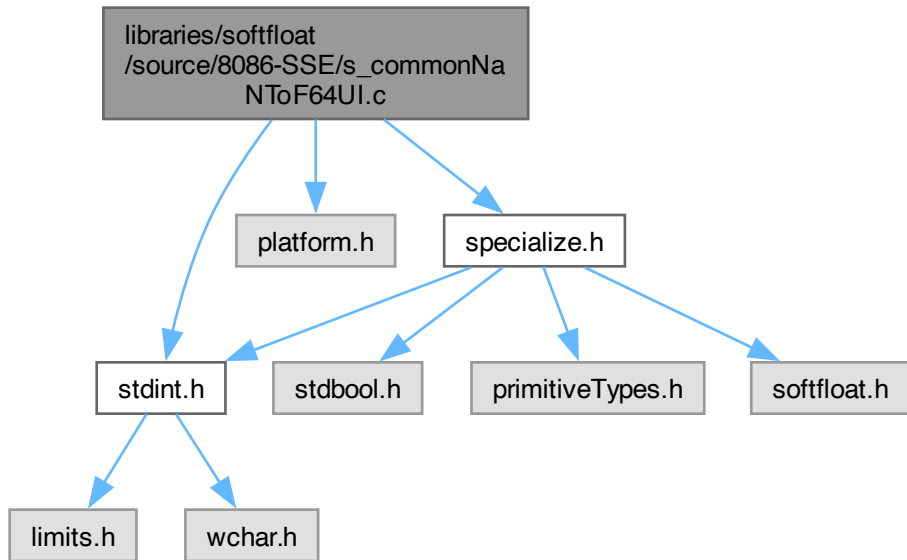 libraries/softfloat
/source/8086-SSE/s_commonNa
NToF64UI.c
platform.h
specialize.h
stdint.h
stdbool.h
primitiveTypes.h
softfloat.h
limits.h
wchar.h